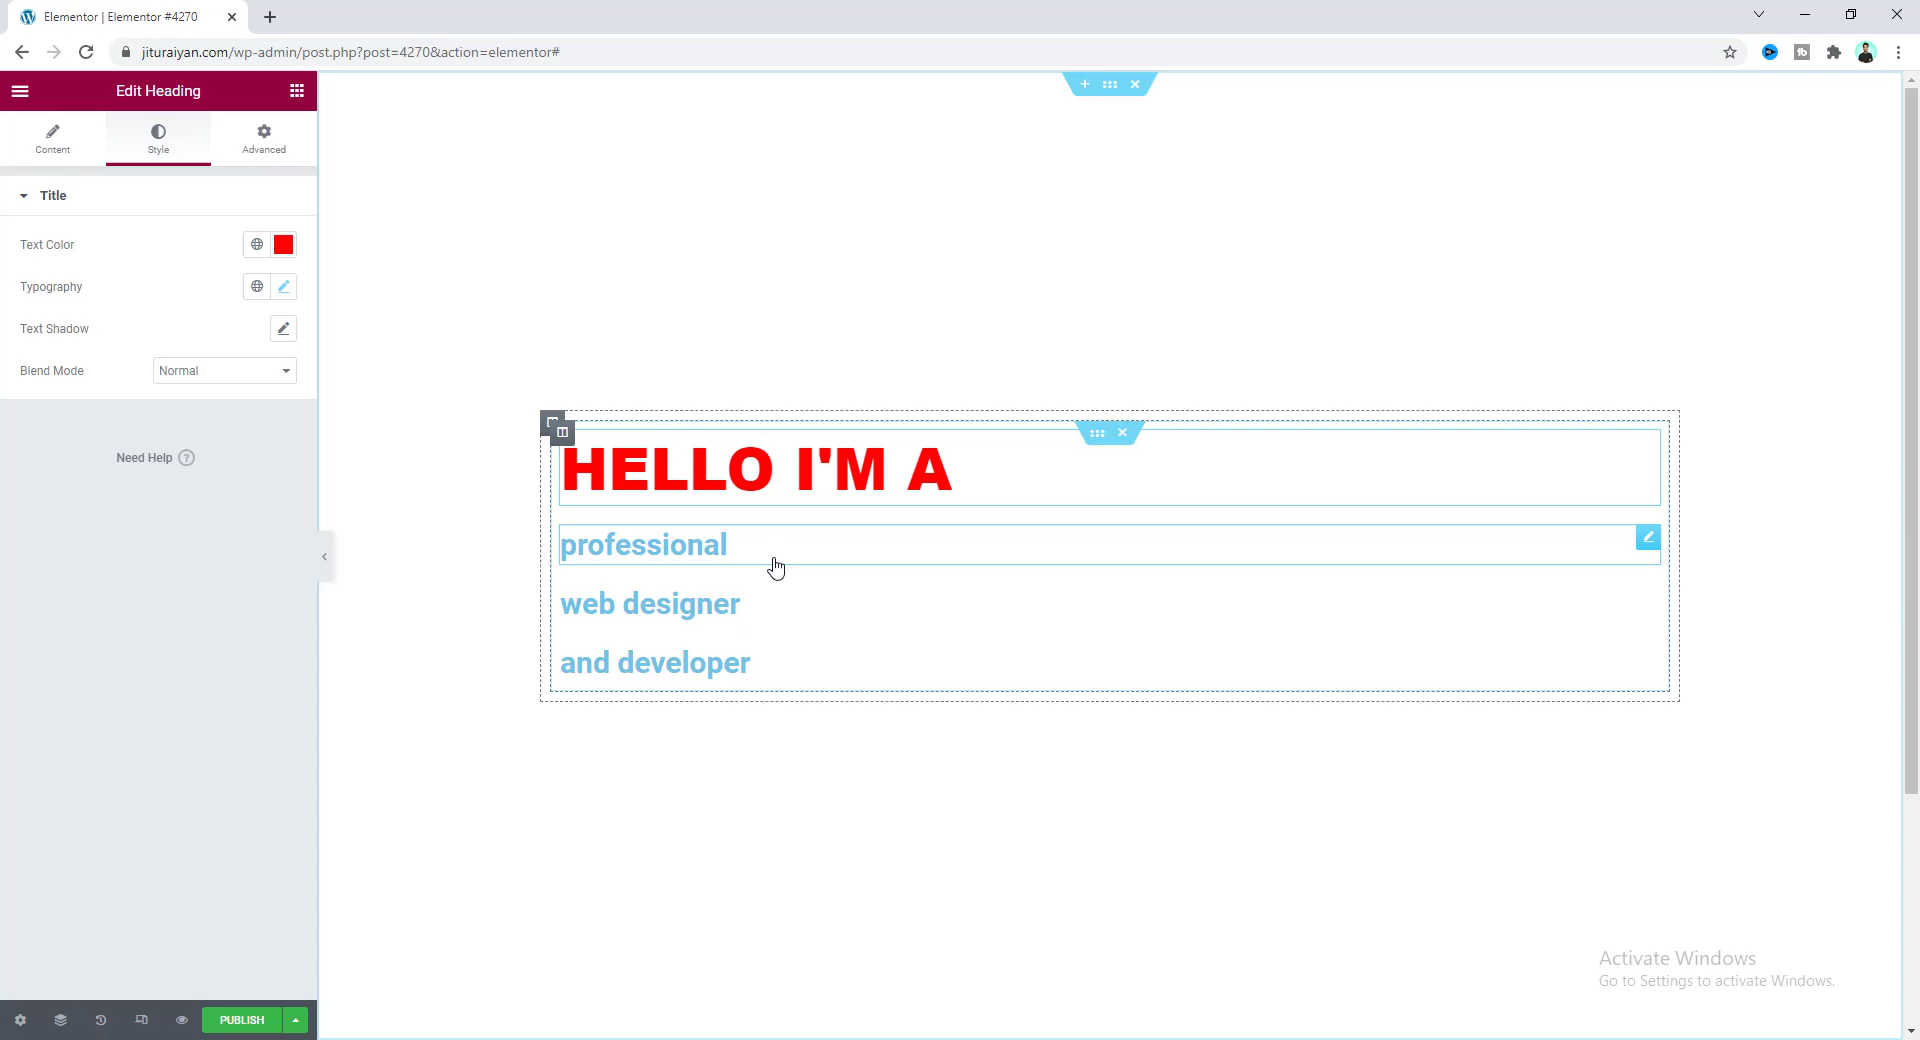 Elementor | Elementor #4270
jituraiyan.com/wp-admin/post.php?post=4270&action=elementor#
Edit Heading
Content
Style
Advanced
Title
Text Color
Typography
Text Shadow
Blend Mode
Normal
Need Help
HELLO I'M A
professional
web designer
and developer
Activate Windows
Go to Settings to activate Windows.
PUBLISH